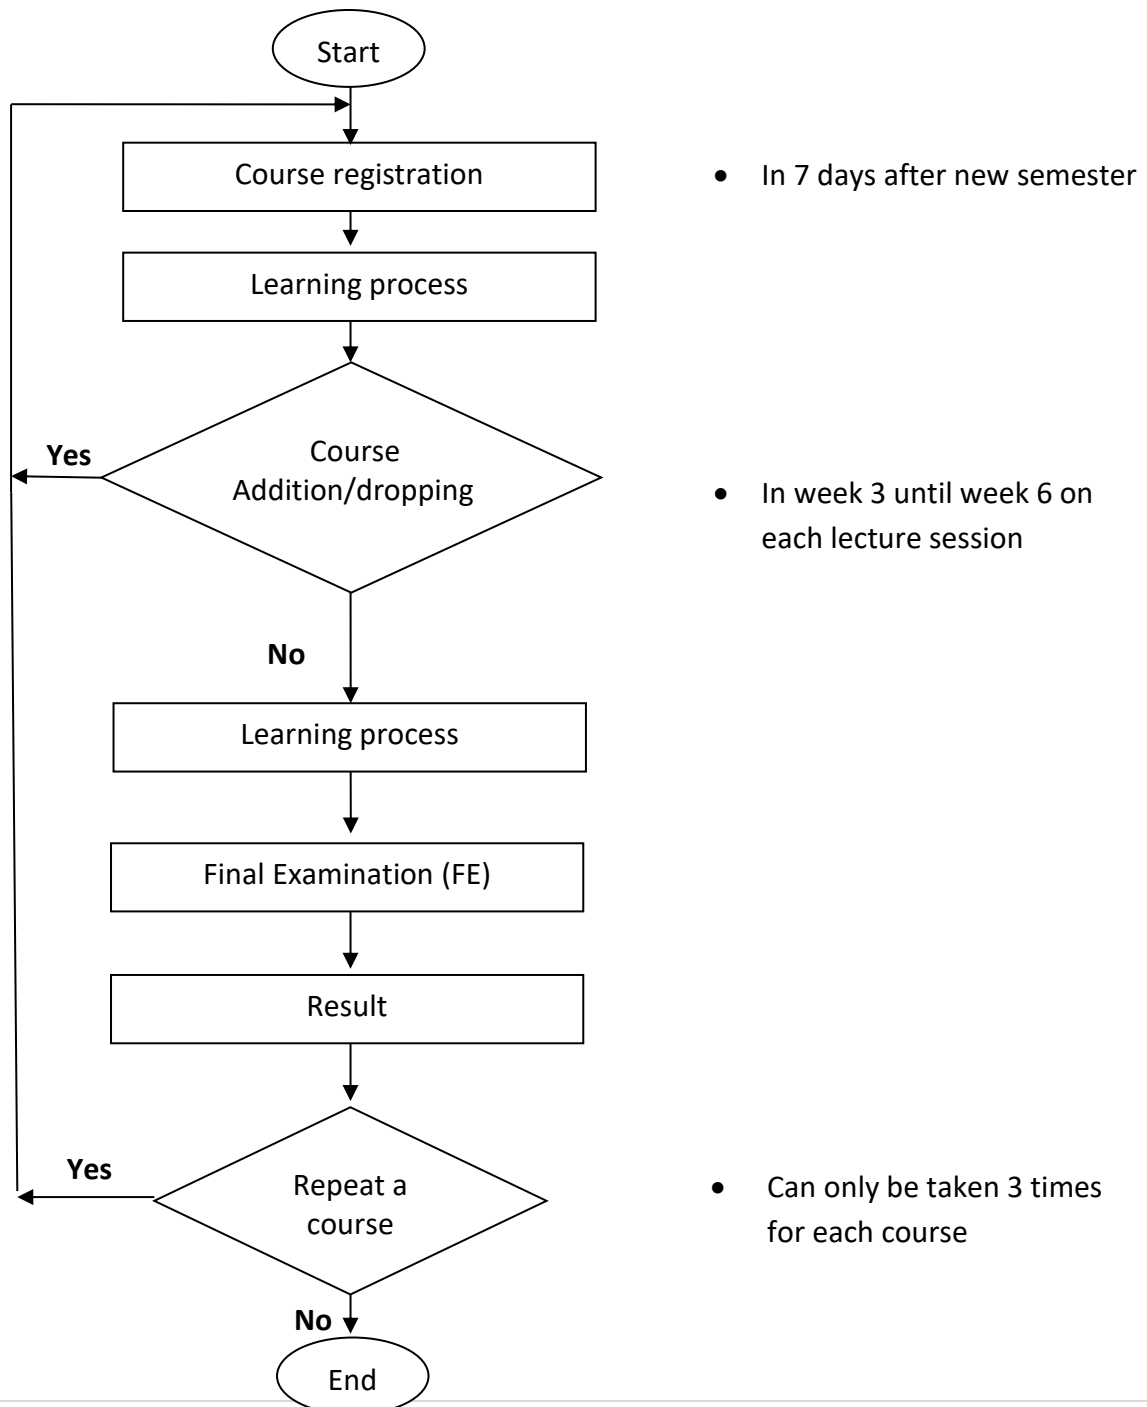 Start
Course registration
• In 7 days after new semester
Learning process
Course
Addition/dropping
Yes
• In week 3 until week 6 on
each lecture session
No
Learning process
Final Examination (FE)
Result
Repeat a
course
Yes
• Can only be taken 3 times
for each course
No
End